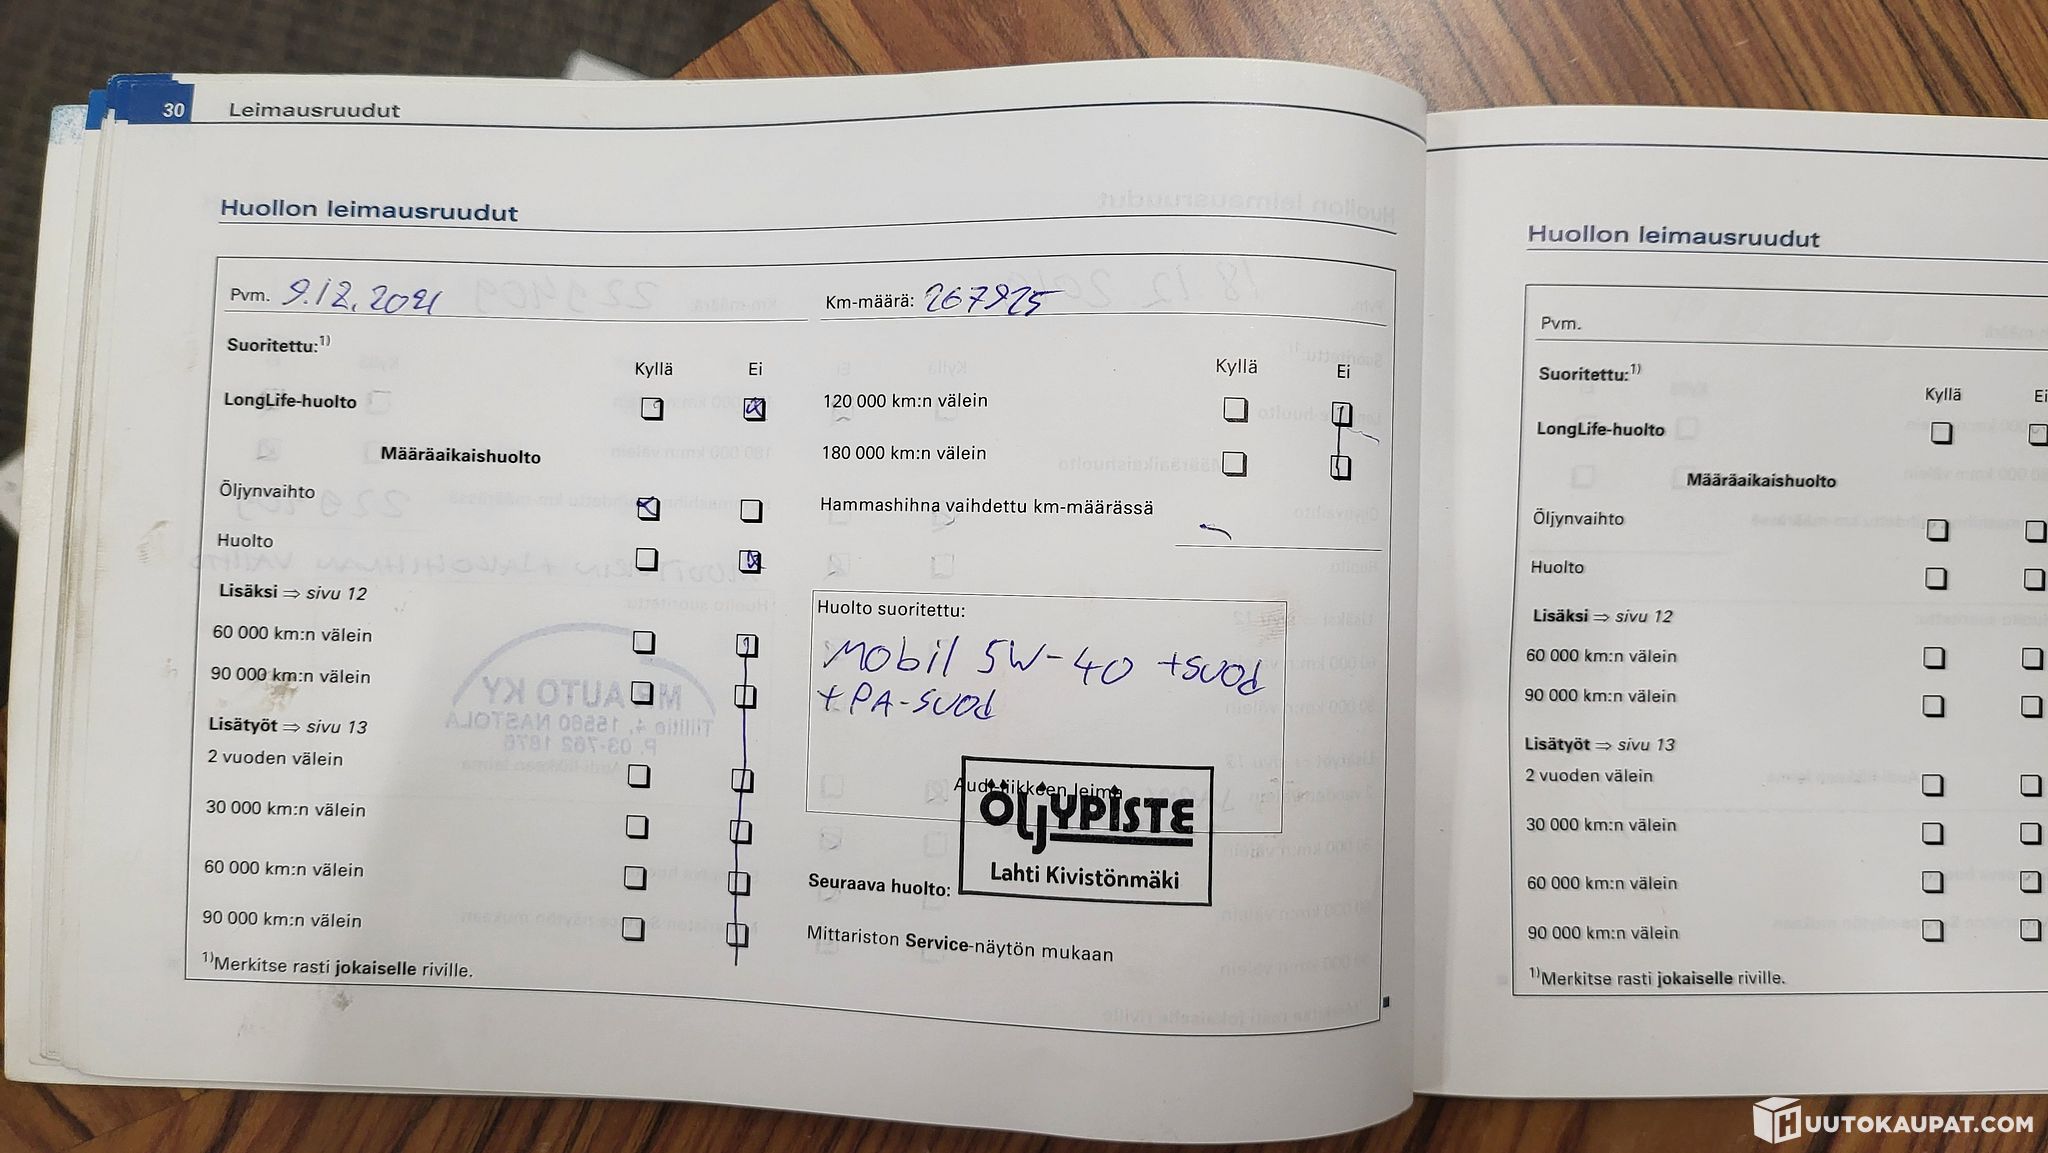 30 Leimausruudut
Huollon leimausruudut
Pvm. 9.12.2021
Km-määrä: 267925
Suoritettu:1)
Kyllä Ei
LongLife-huolto
Määräaikaishuolto
Öljynvaihto
Huolto
Lisäksi ⇒ sivu 12
60 000 km:n välein
90 000 km:n välein
Lisätyöt ⇒ sivu 13
2 vuoden välein
30 000 km:n välein
60 000 km:n välein
90 000 km:n välein
1)Merkitse rasti jokaiselle riville.
Kyllä Ei
120 000 km:n välein
180 000 km:n välein
Hammashihna vaihdettu km-määrässä
Huolto suoritettu:
Mobil 5W-40 +suod
+PA-suod
Audi-liikkeen leima
ÖLJYPISTE
Lahti Kivistönmäki
Seuraava huolto:
Mittariston Service-näytön mukaan
Huollon leimausruudut
Pvm.
Suoritettu:1)
Kyllä Ei
LongLife-huolto
Määräaikaishuolto
Öljynvaihto
Huolto
Lisäksi ⇒ sivu 12
60 000 km:n välein
90 000 km:n välein
Lisätyöt ⇒ sivu 13
2 vuoden välein
30 000 km:n välein
60 000 km:n välein
90 000 km:n välein
1)Merkitse rasti jokaiselle riville.
HUUTOKAUPAT.COM